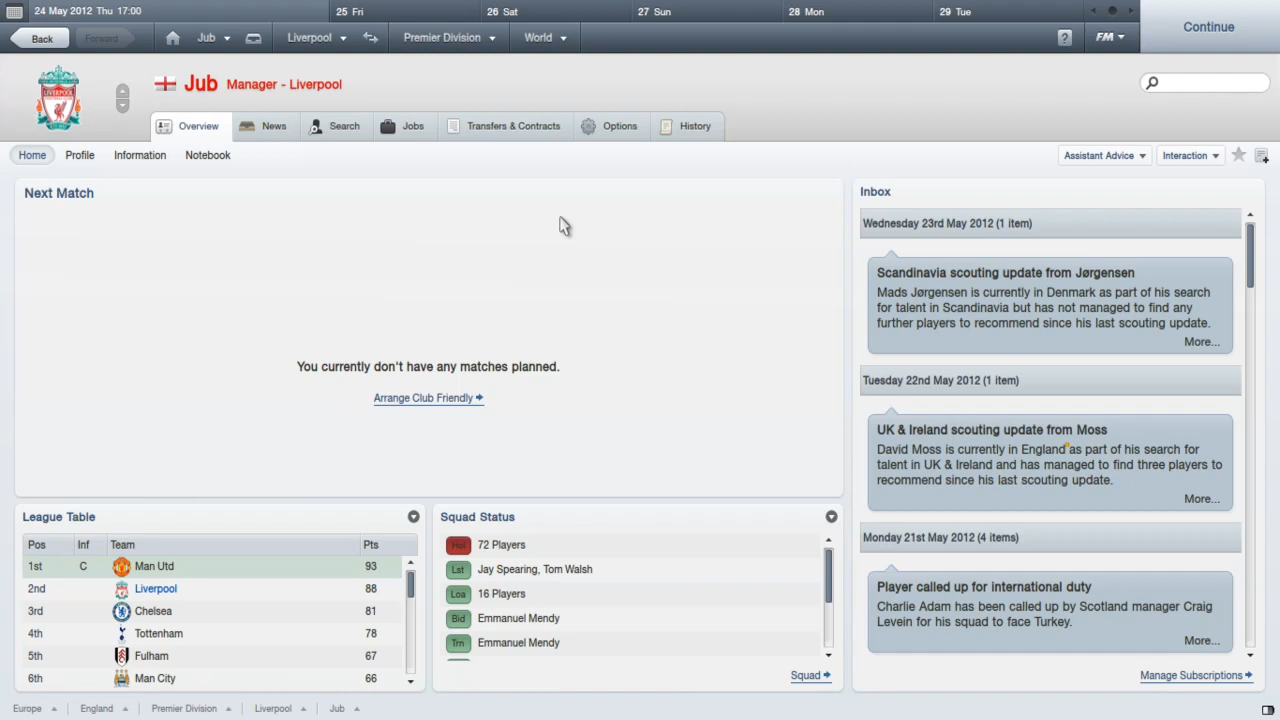 24 May 2012 Thu 17:00 25 Fri 26 Sat 27 Sun 28 Mon 29 Tue
Continue
Back Forward Job Liverpool Premier Division World ? FM
LIVERPOOL
Jub Manager - Liverpool
Overview News Search Jobs Transfers & Contracts Options History
Home Profile Information Notebook Assistant Advice Interaction
Next Match
You currently don't have any matches planned.
Arrange Club Friendly
Inbox
Wednesday 23rd May 2012 (1 item)
Scandinavia scouting update from Jørgensen
Mads Jørgensen is currently in Denmark as part of his search
for talent in Scandinavia but has not managed to find any
further players to recommend since his last scouting update.
More...
Tuesday 22nd May 2012 (1 item)
UK & Ireland scouting update from Moss
David Moss is currently in England as part of his search for
talent in UK & Ireland and has managed to find three players to
recommend since his last scouting update.
More...
Monday 21st May 2012 (4 items)
Player called up for international duty
Charlie Adam has been called up by Scotland manager Craig
Levein for his squad to face Turkey.
More...
Manage Subscriptions
League Table
Pos Inf Team Pts
1st C Man Utd 93
2nd Liverpool 88
3rd Chelsea 81
4th Tottenham 78
5th Fulham 67
6th Man City 66
Squad Status
Hol 72 Players
Lst Jay Spearing, Tom Walsh
Loa 16 Players
Bid Emmanuel Mendy
Trn Emmanuel Mendy
Squad
Europe England Premier Division Liverpool Jub